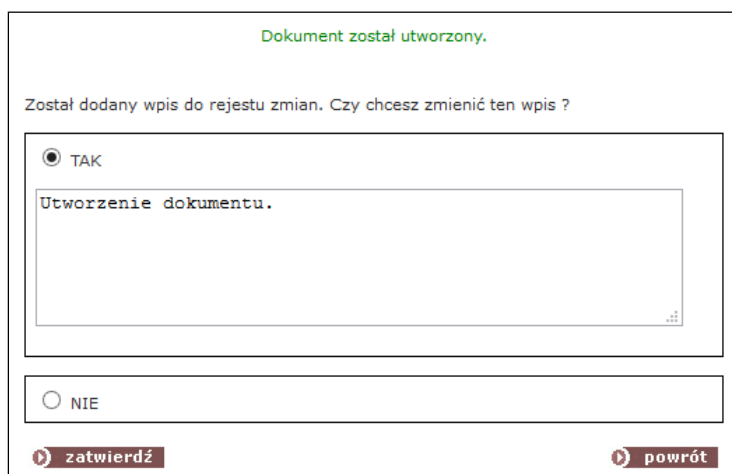 Dokument został utworzony.
Został dodany wpis do rejestu zmian. Czy chcesz zmienić ten wpis ?
TAK
Utworzenie dokumentu.
NIE
zatwierdź
powrót